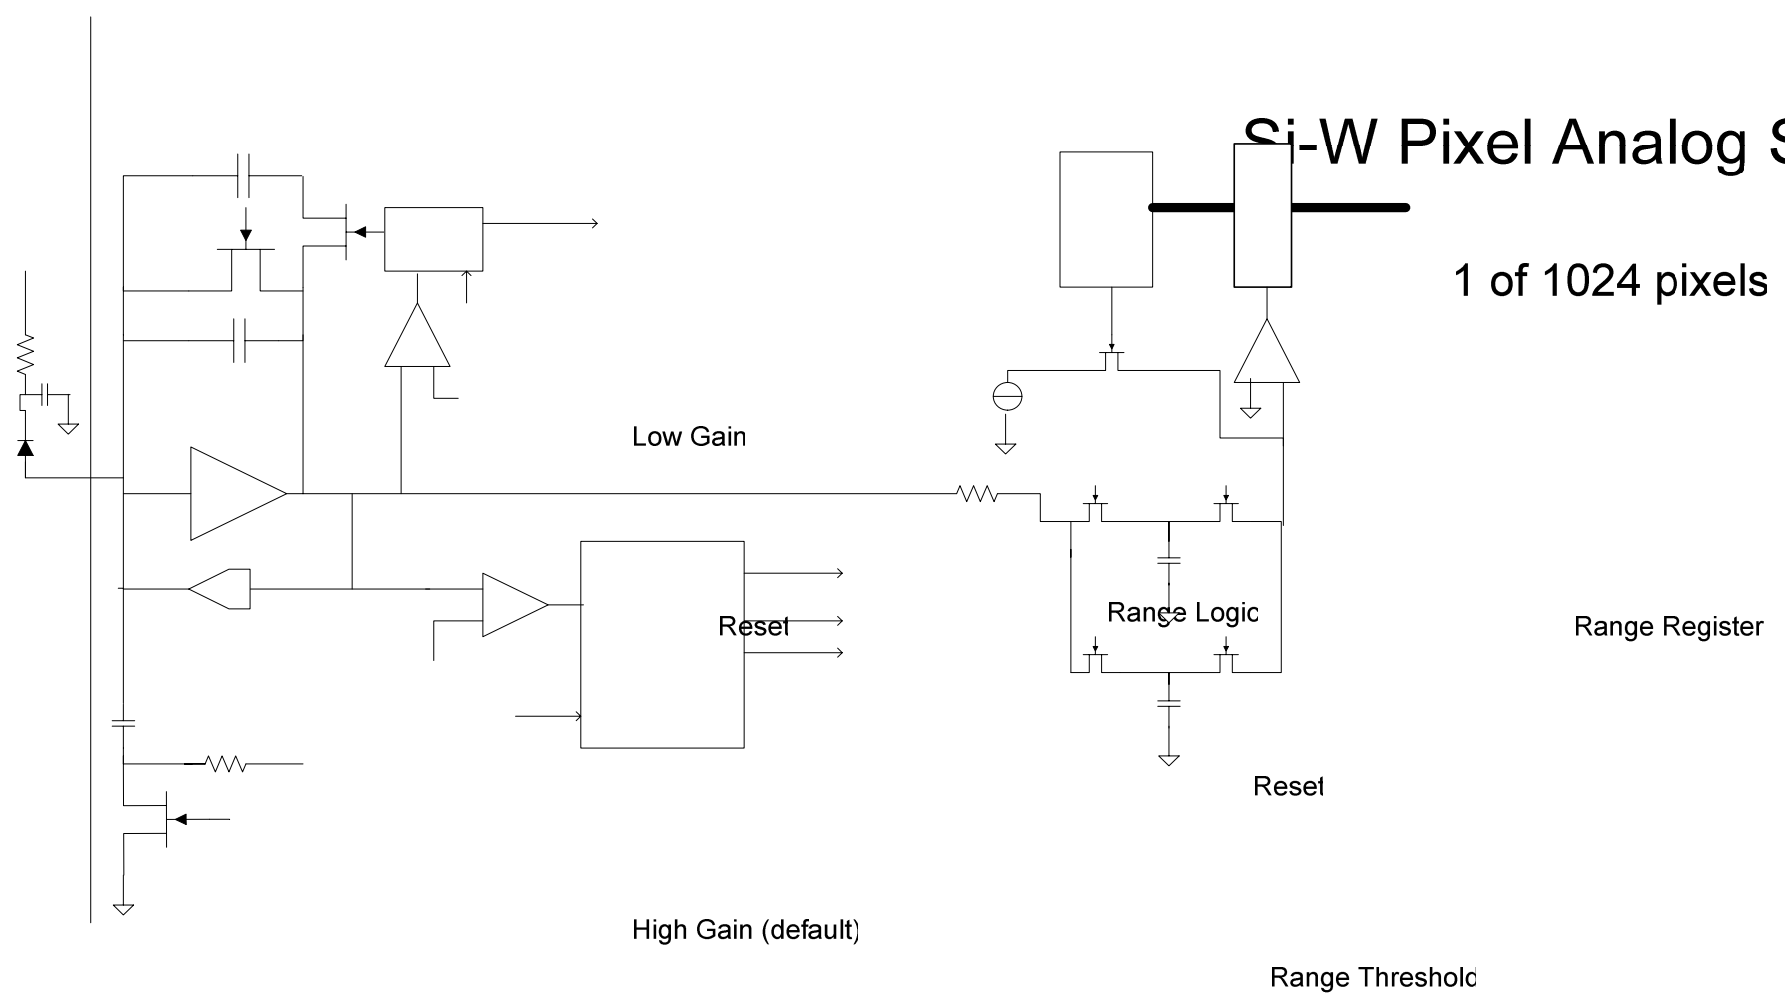 Si-W Pixel Analog S
1 of 1024 pixels
Low Gain
Reset
Range Logic
Range Register
Reset
High Gain (default)
Range Threshold